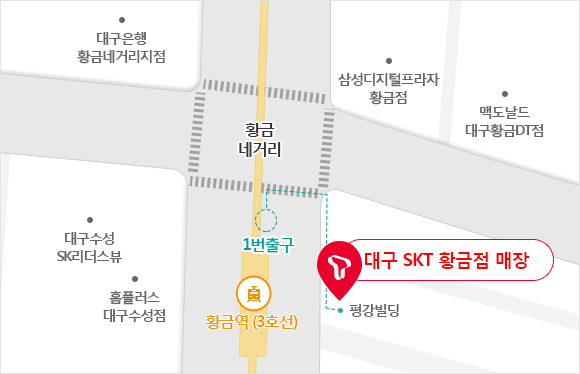 대구은행
황금네거리지점
삼성디지털프라자
황금점
맥도날드
대구황금DT점
황금
네거리
대구수성
SK리더스뷰
1번출구
대구 SKT 황금점 매장
홈플러스
대구수성점
황금역 (3호선)
평강빌딩